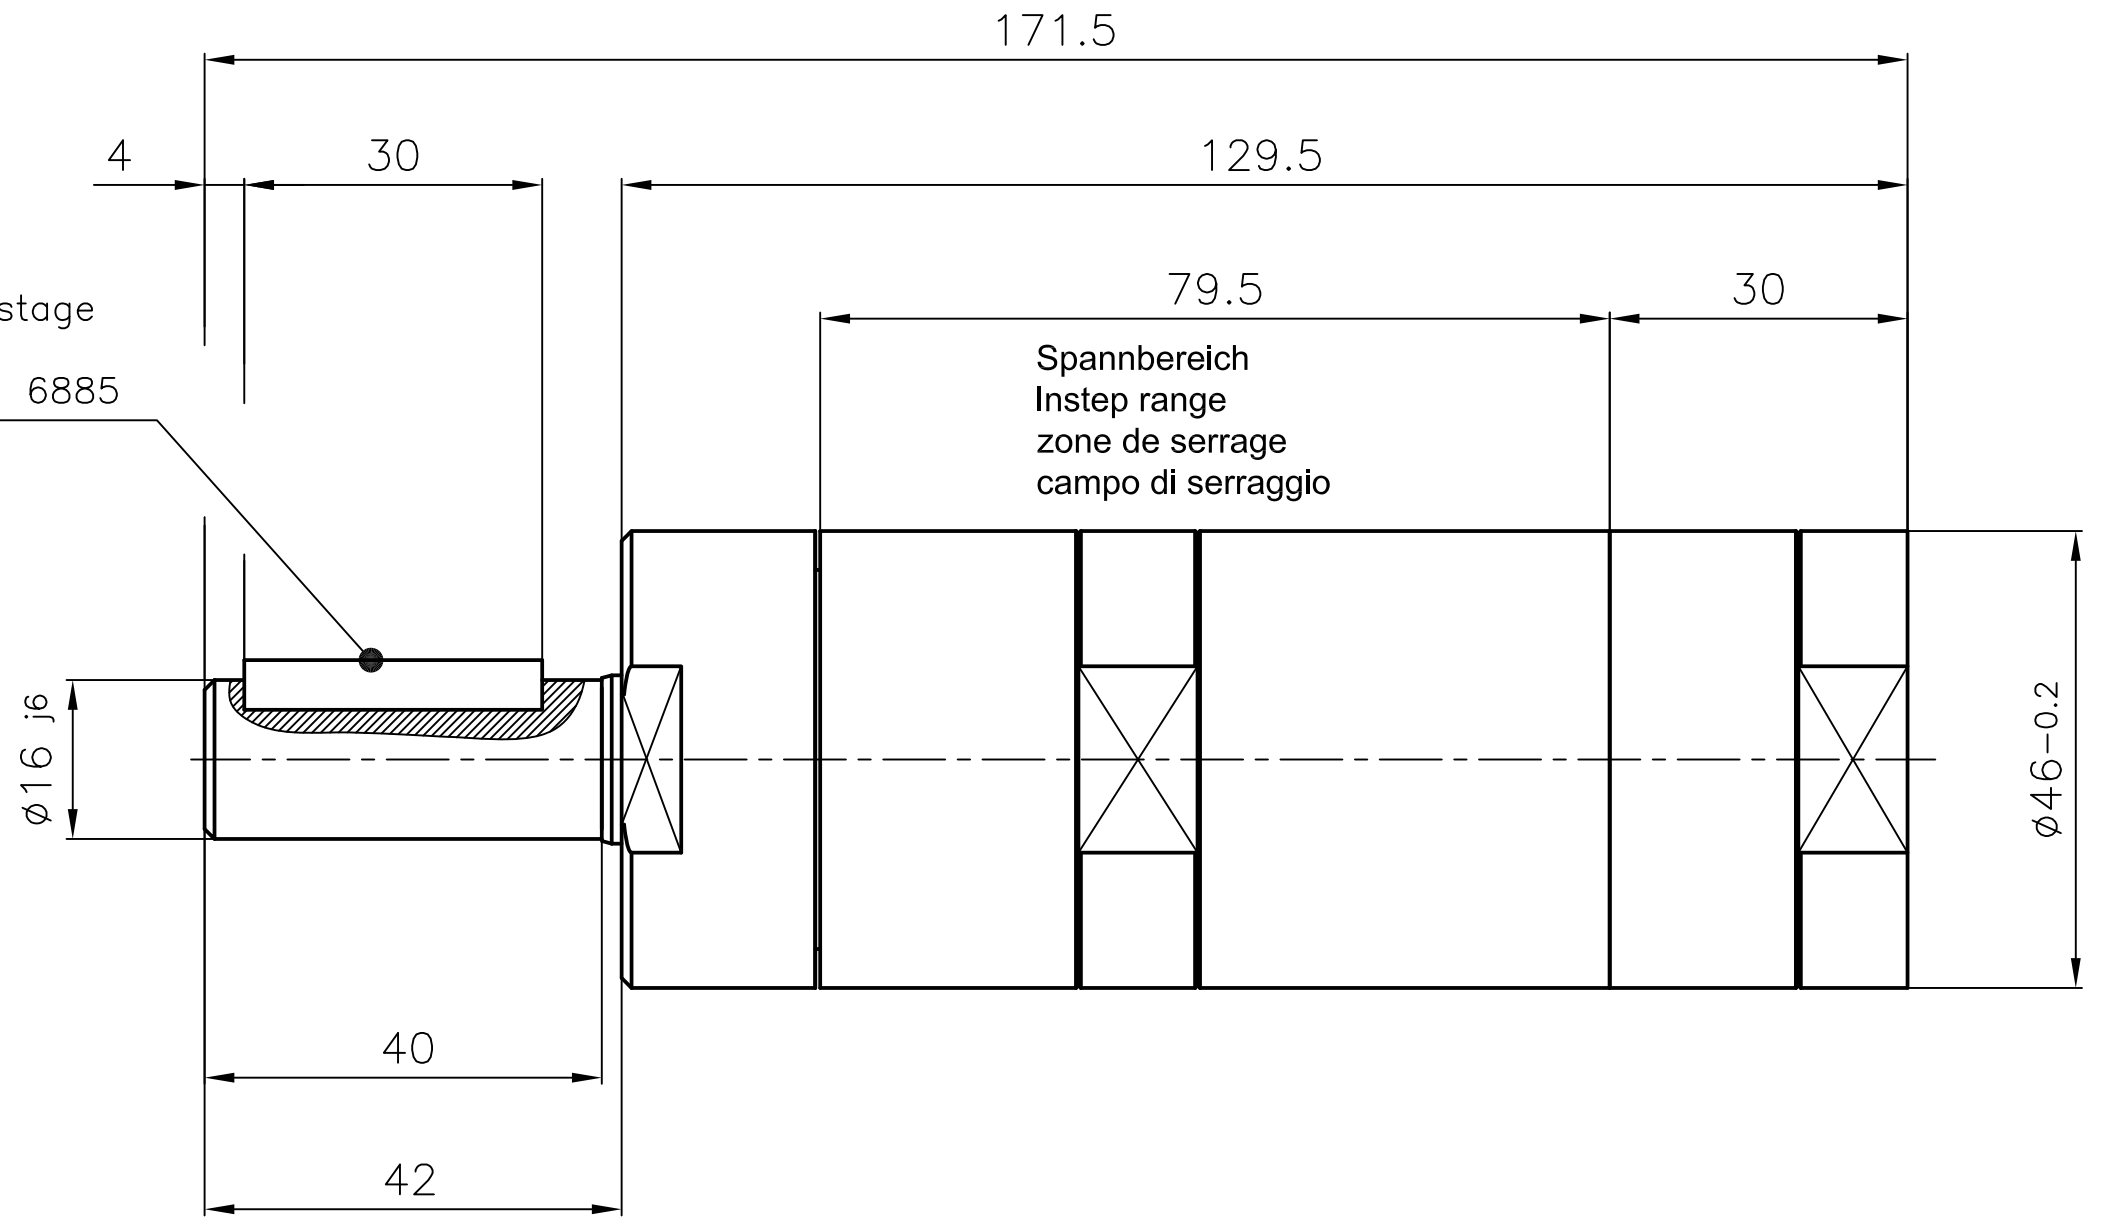 171.5
4
30
129.5
79.5
30
stage
6885
Spannbereich
Instep range
zone de serrage
campo di serraggio
ø16 j6
ø46-0.2
40
42